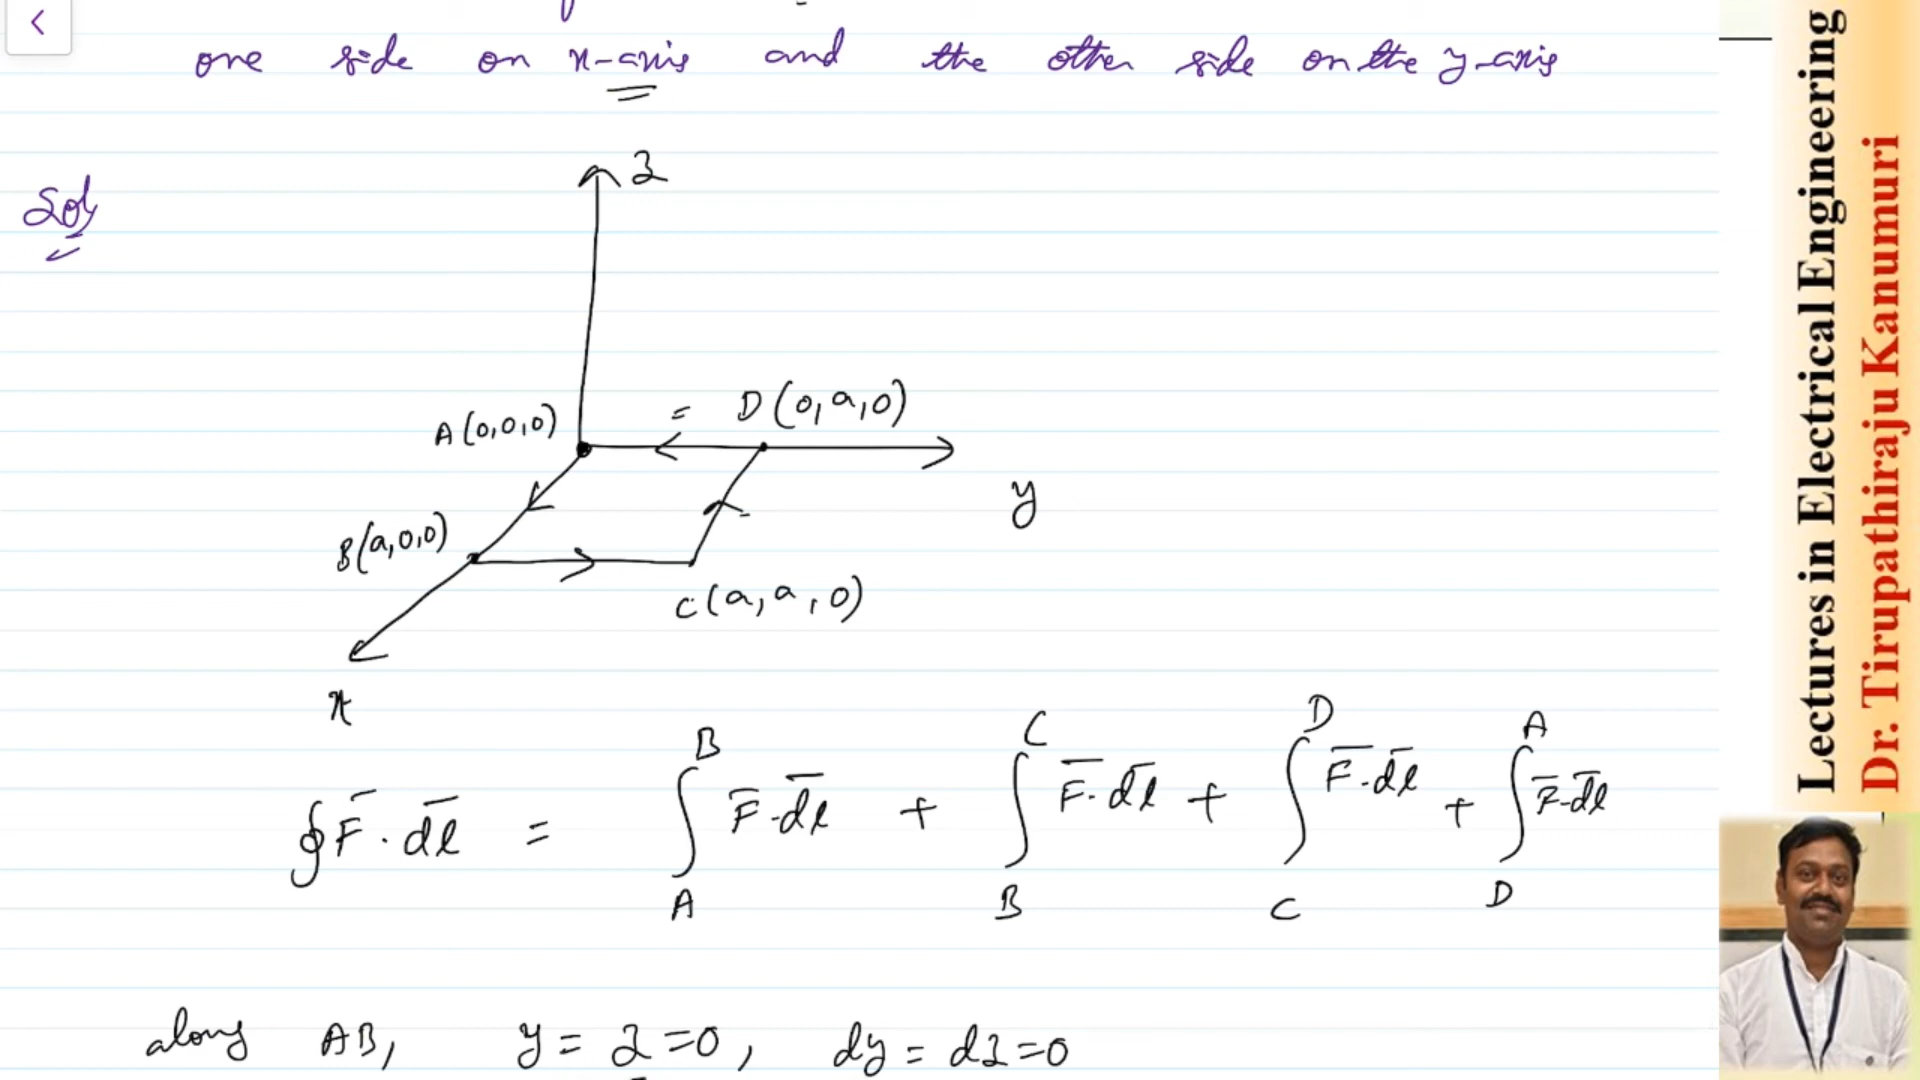 one side on x-axis and the other side on the y-axis
Sol
z
A(0,0,0)
D(0,a,0)
y
B(a,0,0)
C(a,a,0)
x
∮F̄·dl̄ = ∫_A^B F̄·dl̄ + ∫_B^C F̄·dl̄ + ∫_C^D F̄·dl̄ + ∫_D^A F̄·dl̄
along AB, y = z = 0, dy = dz = 0
Lectures in Electrical Engineering
Dr. Tirupathiraju Kanumuri